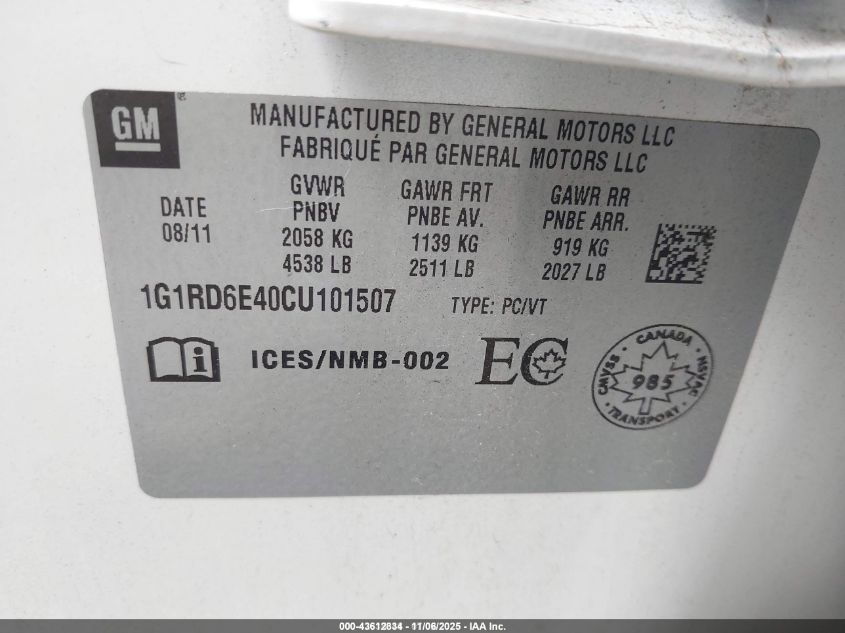 GM®
MANUFACTURED BY GENERAL MOTORS LLC
FABRIQUÉ PAR GENERAL MOTORS LLC
DATE
08/11
GVWR
PNBV
2058 KG
4538 LB
GAWR FRT
PNBE AV.
1139 KG
2511 LB
GAWR RR
PNBE ARR.
919 KG
2027 LB
1G1RD6E40CU101507
TYPE: PC/VT
i
ICES/NMB-002
EC
CANADA
CMVSS
985
NSVAC
TRANSPORT
000-43612834 - 11/06/2025 - IAA Inc.